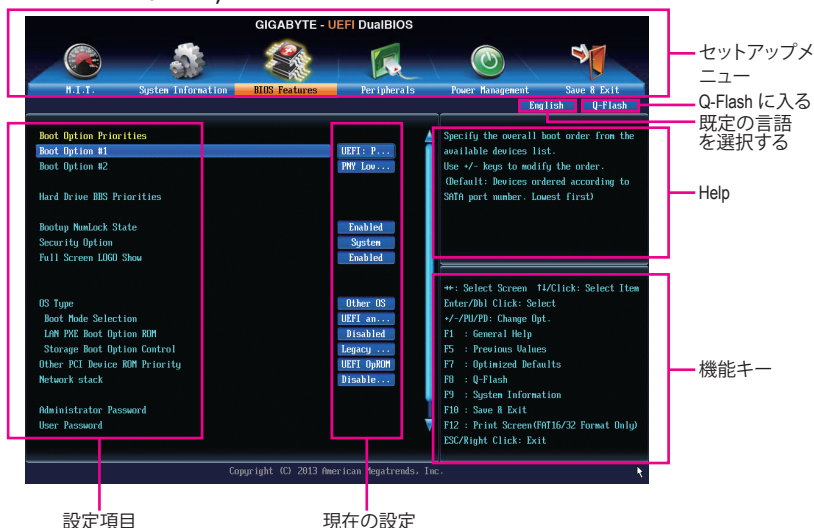 GIGABYTE - UEFI DualBIOS
M.I.T. System Information BIOS Features Peripherals Power Management Save & Exit
English Q-Flash
セットアップメ
ニュー
Q-Flash に入る
既定の言語
を選択する
Boot Option Priorities
Boot Option #1 UEFI: P...
Boot Option #2 PNY Lov...
Hard Drive BBS Priorities
Bootup NumLock State Enabled
Security Option System
Full Screen LOGO Show Enabled
OS Type Other OS
Boot Mode Selection UEFI an...
LAN PXE Boot Option ROM Disabled
Storage Boot Option Control Legacy ...
Other PCI Device ROM Priority UEFI OpROM
Network stack Disable...
Administrator Password
User Password
Specify the overall boot order from the
available devices list.
Use +/- keys to modify the order.
(Default: Devices ordered according to
SATA port number. Lowest first)
Help
→←: Select Screen ↑↓/Click: Select Item
Enter/Dbl Click: Select
+/-/PU/PD: Change Opt.
F1 : General Help
F5 : Previous Values
F7 : Optimized Defaults
F8 : Q-Flash
F9 : System Information
F10 : Save & Exit
F12 : Print Screen(FAT16/32 Format Only)
ESC/Right Click: Exit
機能キー
Copyright (C) 2013 American Megatrends, Inc.
設定項目
現在の設定